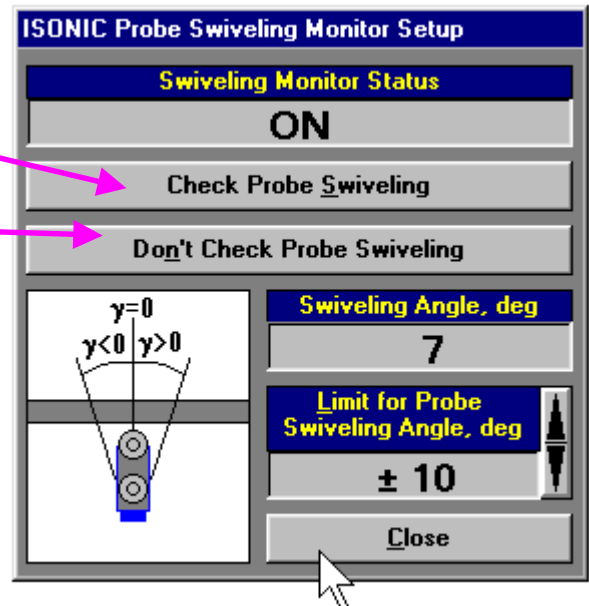 ISONIC Probe Swiveling Monitor Setup
Swiveling Monitor Status
ON
Check Probe Swiveling
Don't Check Probe Swiveling
γ=0
γ<0 γ>0
Swiveling Angle, deg
7
Limit for Probe
Swiveling Angle, deg
± 10
Close